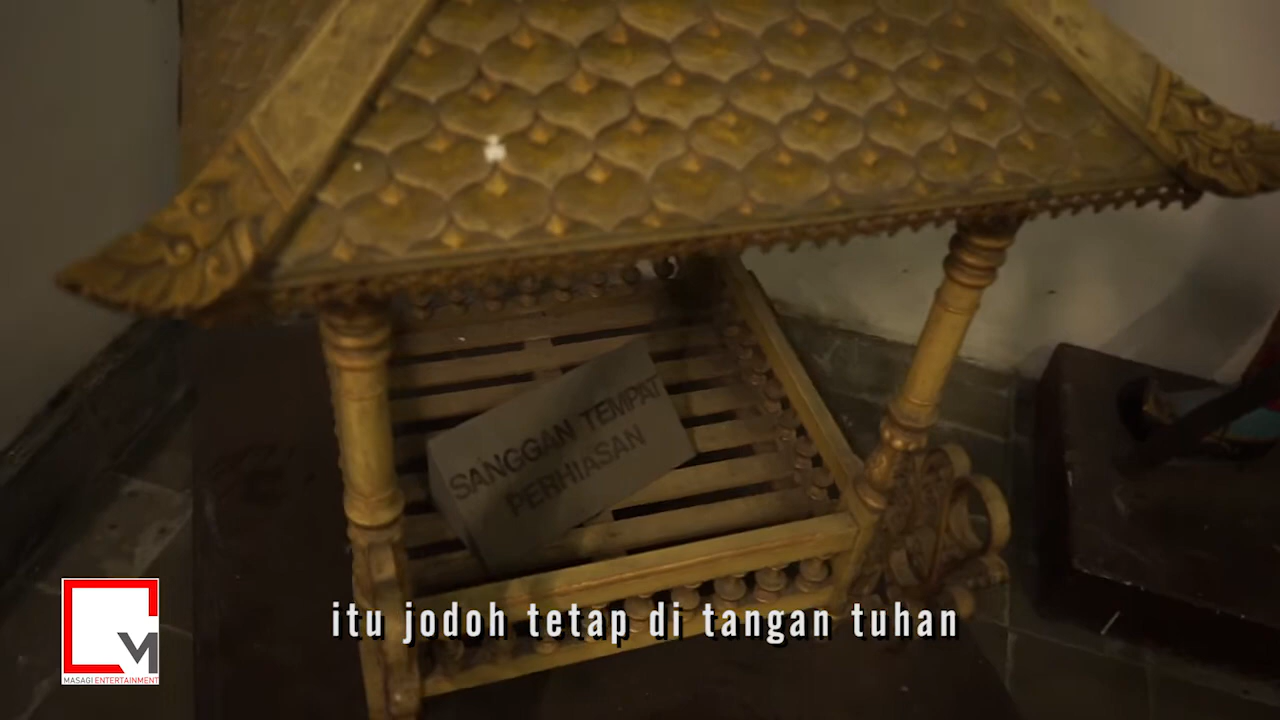 SANGGAN TEMPAT
PERHIASAN
itu jodoh tetap di tangan tuhan
M
MASAGI ENTERTAINMENT